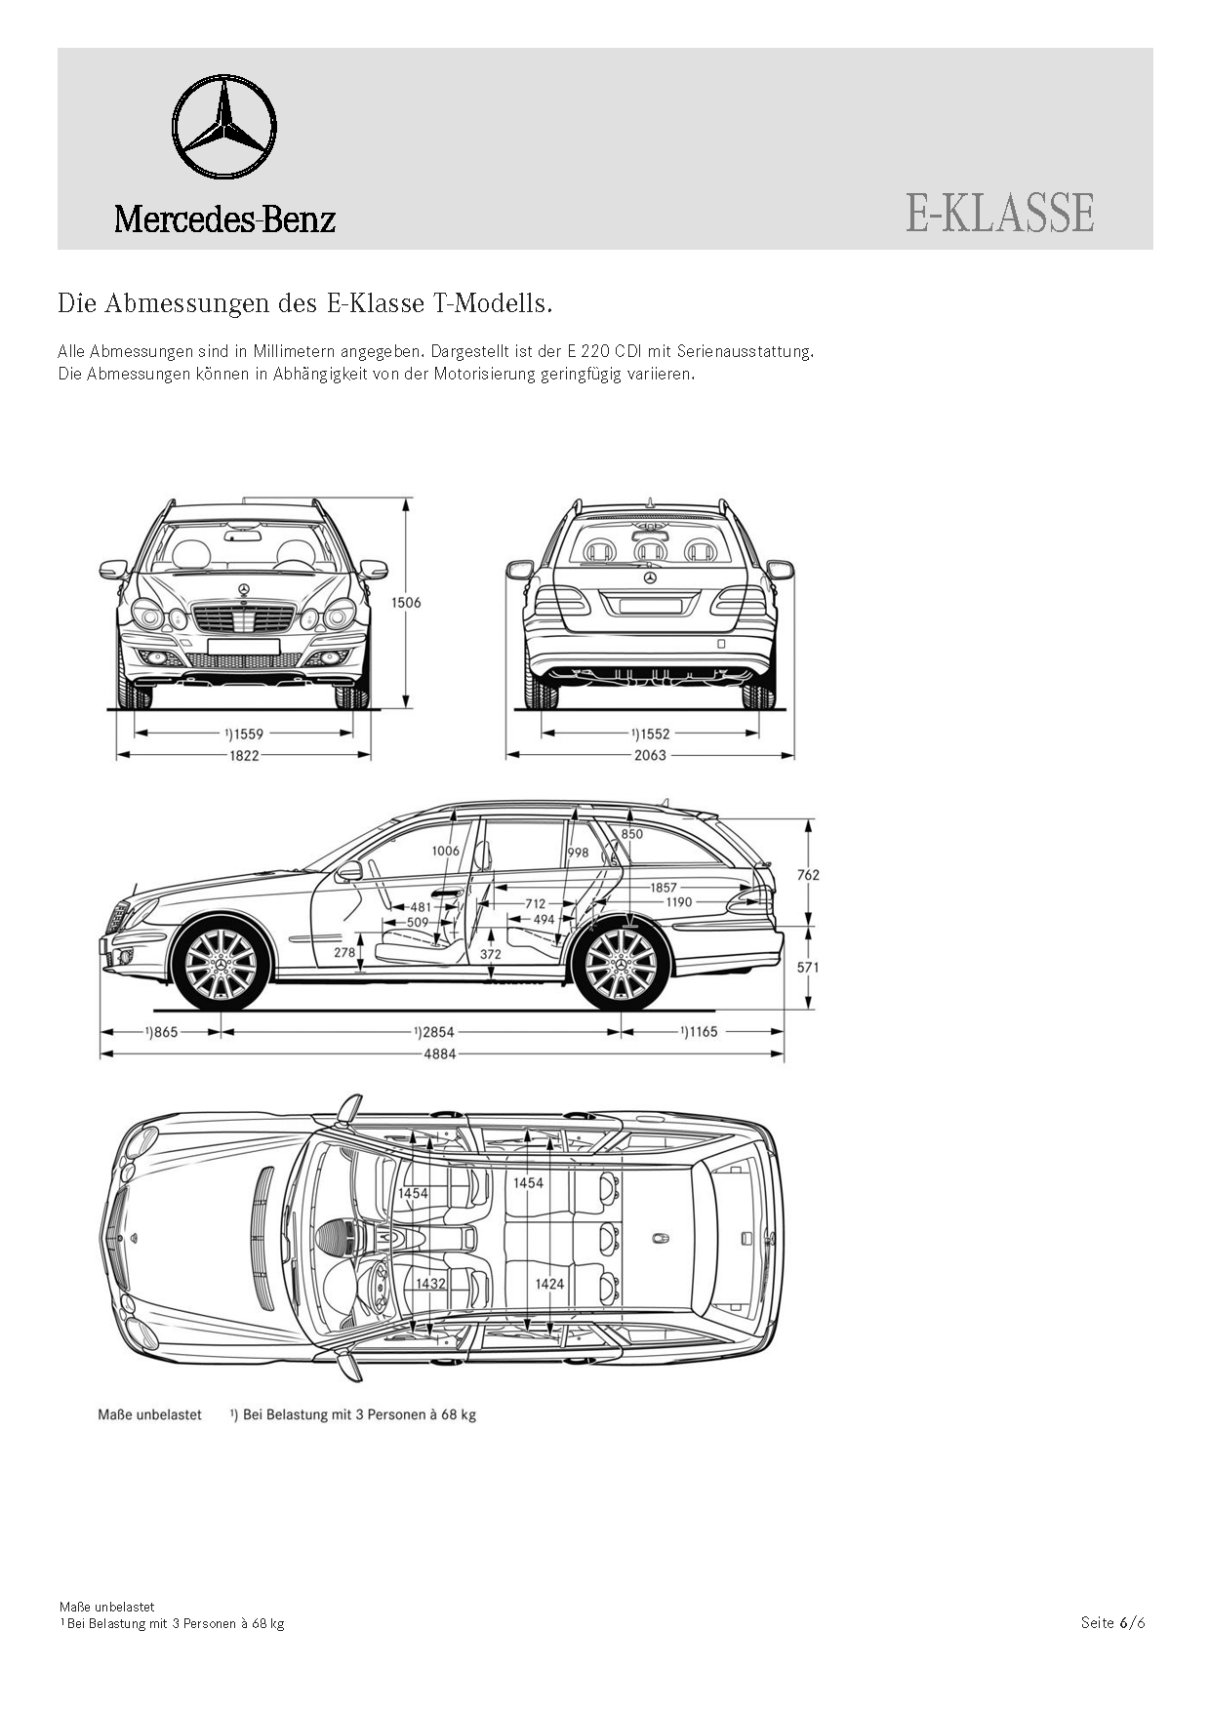 Mercedes-Benz
E-KLASSE
Die Abmessungen des E-Klasse T-Modells.
Alle Abmessungen sind in Millimetern angegeben. Dargestellt ist der E 220 CDI mit Serienausstattung.
Die Abmessungen können in Abhängigkeit von der Motorisierung geringfügig variieren.
1506
¹)1559
1822
¹)1552
2063
1006
998
850
762
1857
1190
481
712
509
494
278
372
571
¹)865
¹)2854
¹)1165
4884
1454
1454
1432
1424
Maße unbelastet ¹) Bei Belastung mit 3 Personen à 68 kg
Maße unbelastet
¹ Bei Belastung mit 3 Personen à 68 kg
Seite 6/6